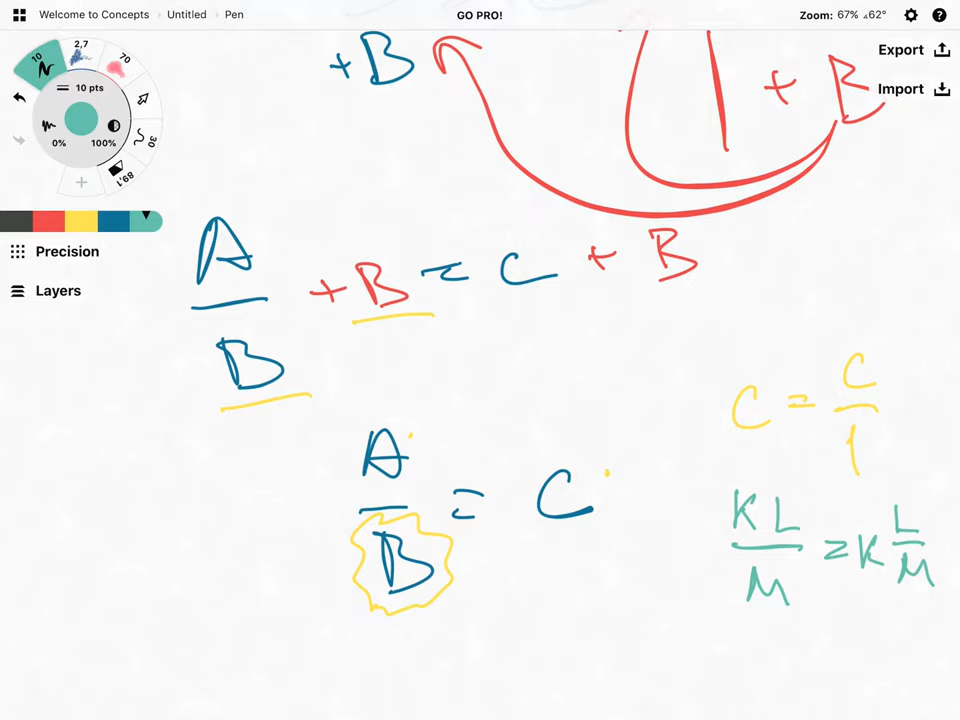 Welcome to Concepts > Untitled > Pen
GO PRO!
Zoom: 67% ⊿62°
Export
Import
10
2,7
70
10 pts
0%
100%
30
89,1
Precision
Layers
+B
+ B
A
B
+B = C + B
A
B
= C
C = C
1
K L
M
= K L
M